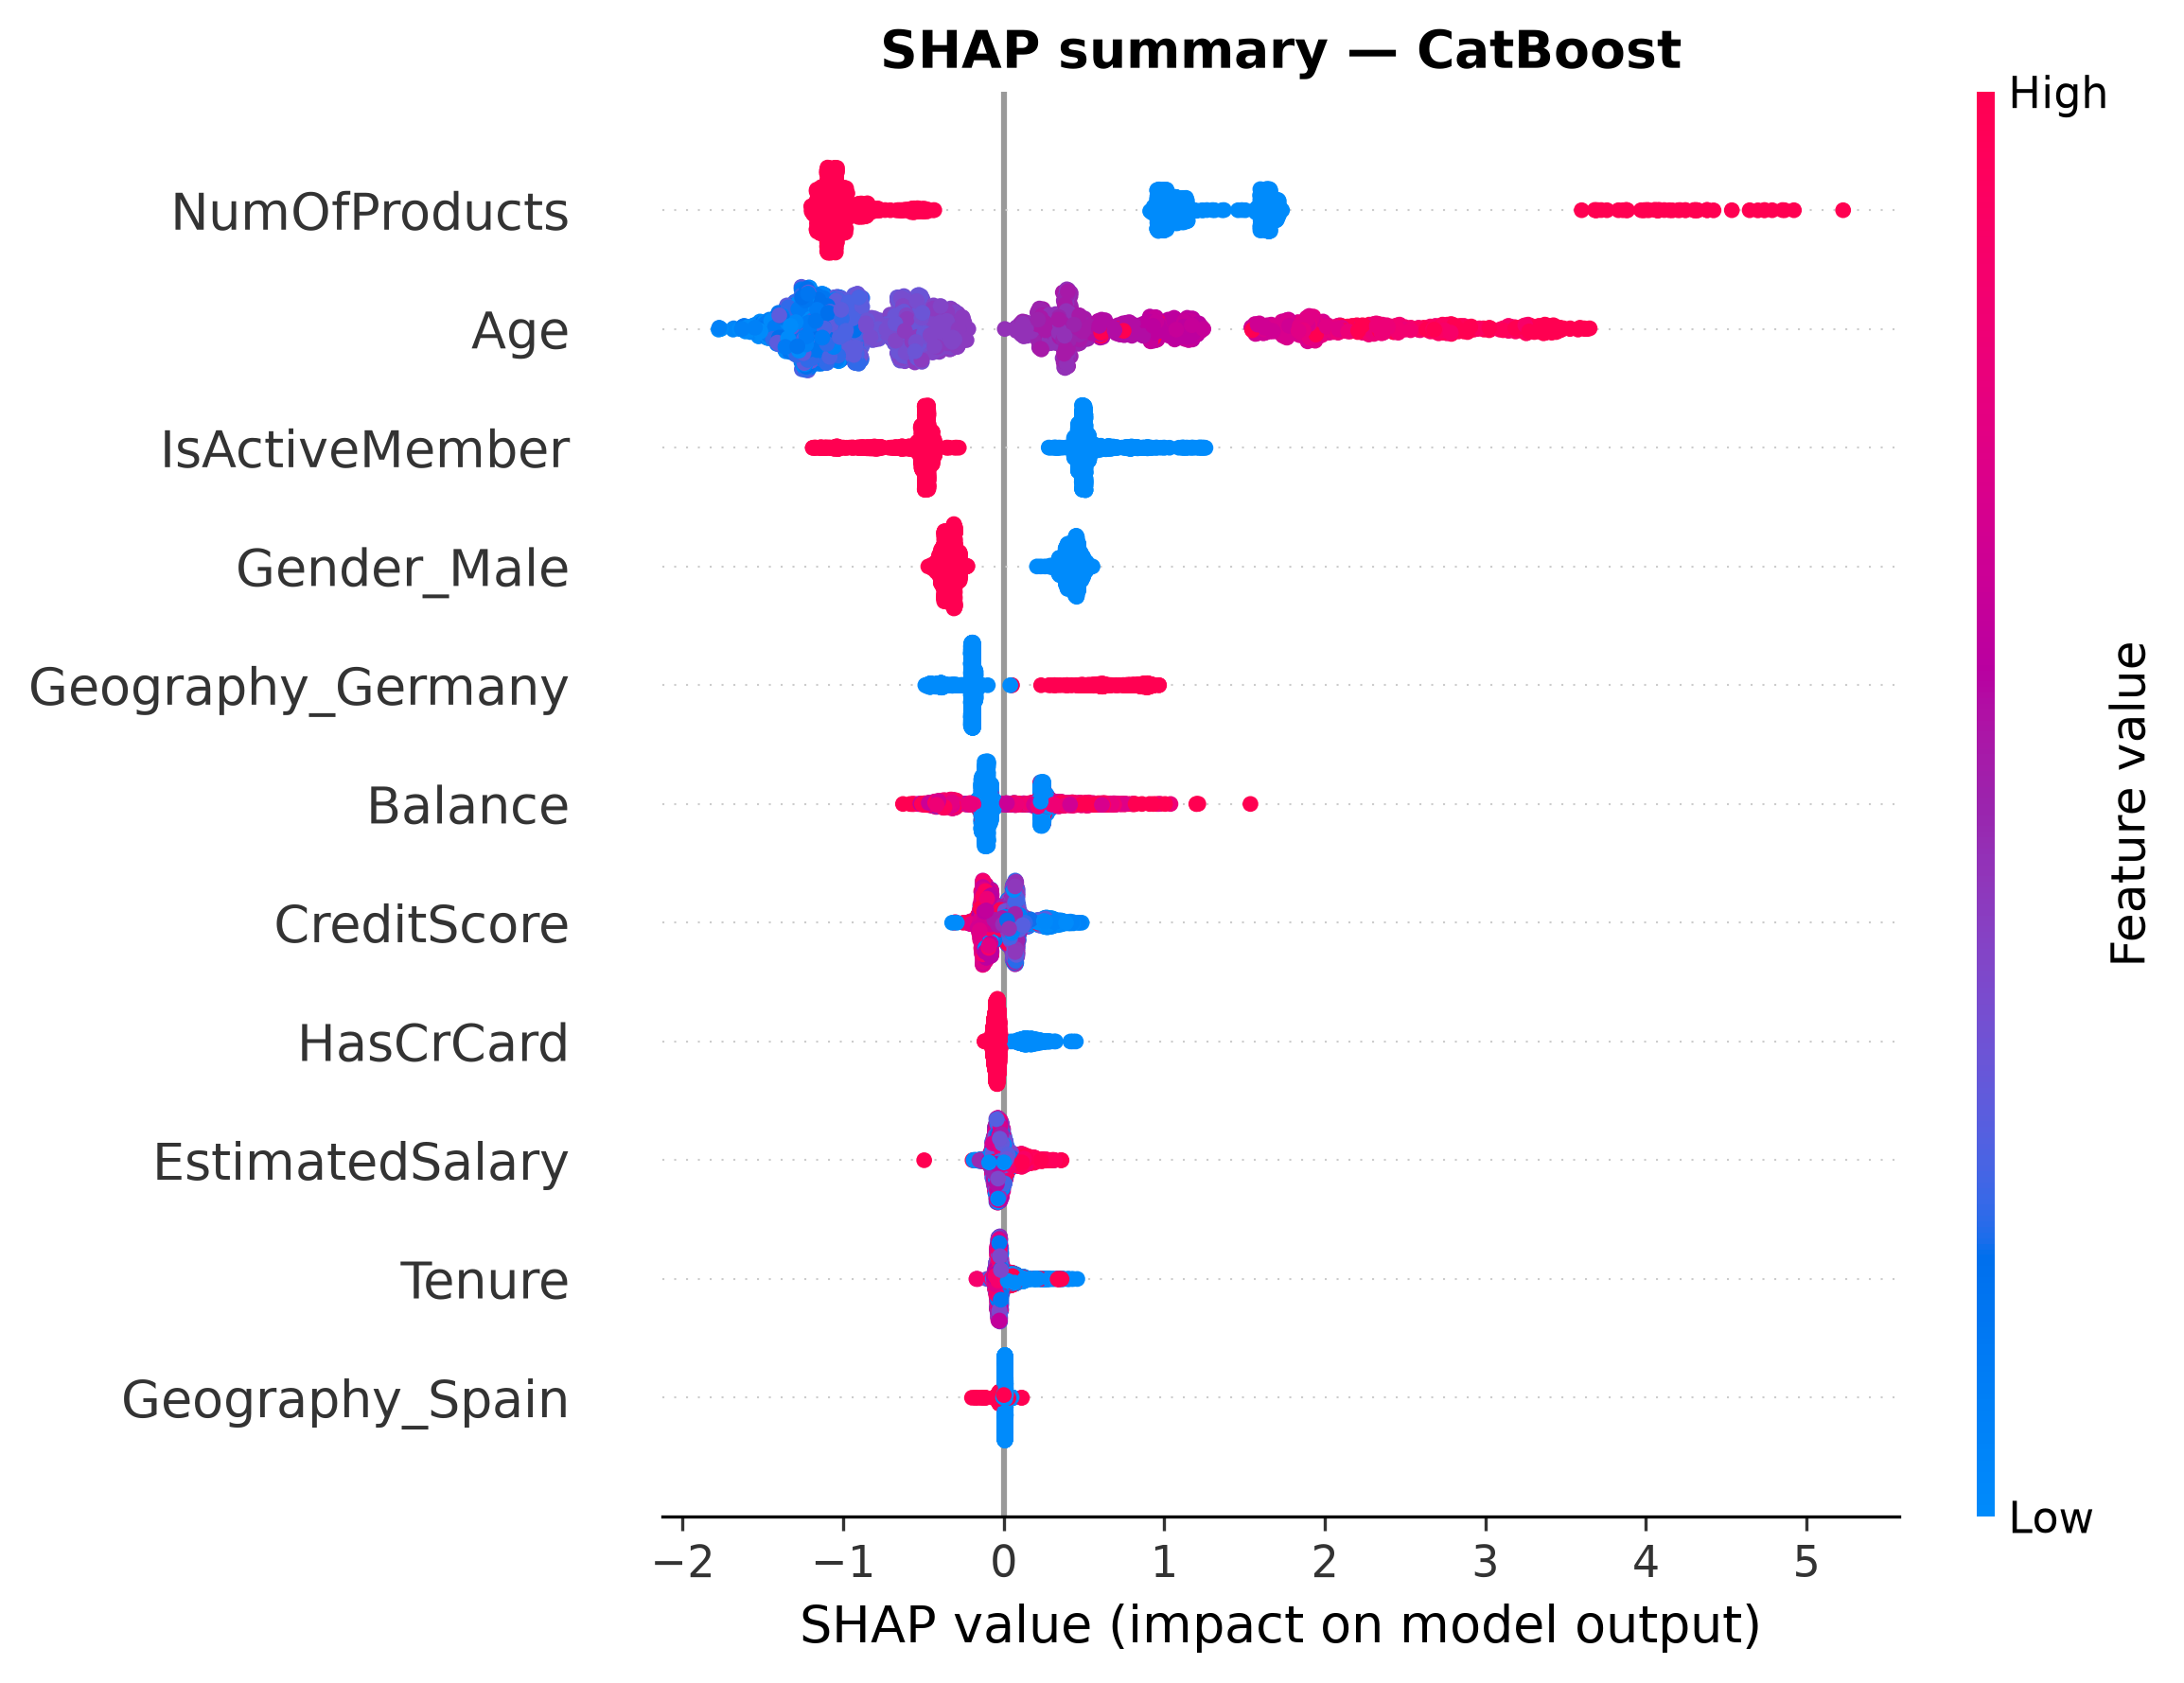 SHAP summary — CatBoost
High
NumOfProducts
Age
IsActiveMember
Gender_Male
Geography_Germany
Balance
CreditScore
HasCrCard
EstimatedSalary
Tenure
Geography_Spain
Feature value
Low
−2 −1 0 1 2 3 4 5
SHAP value (impact on model output)